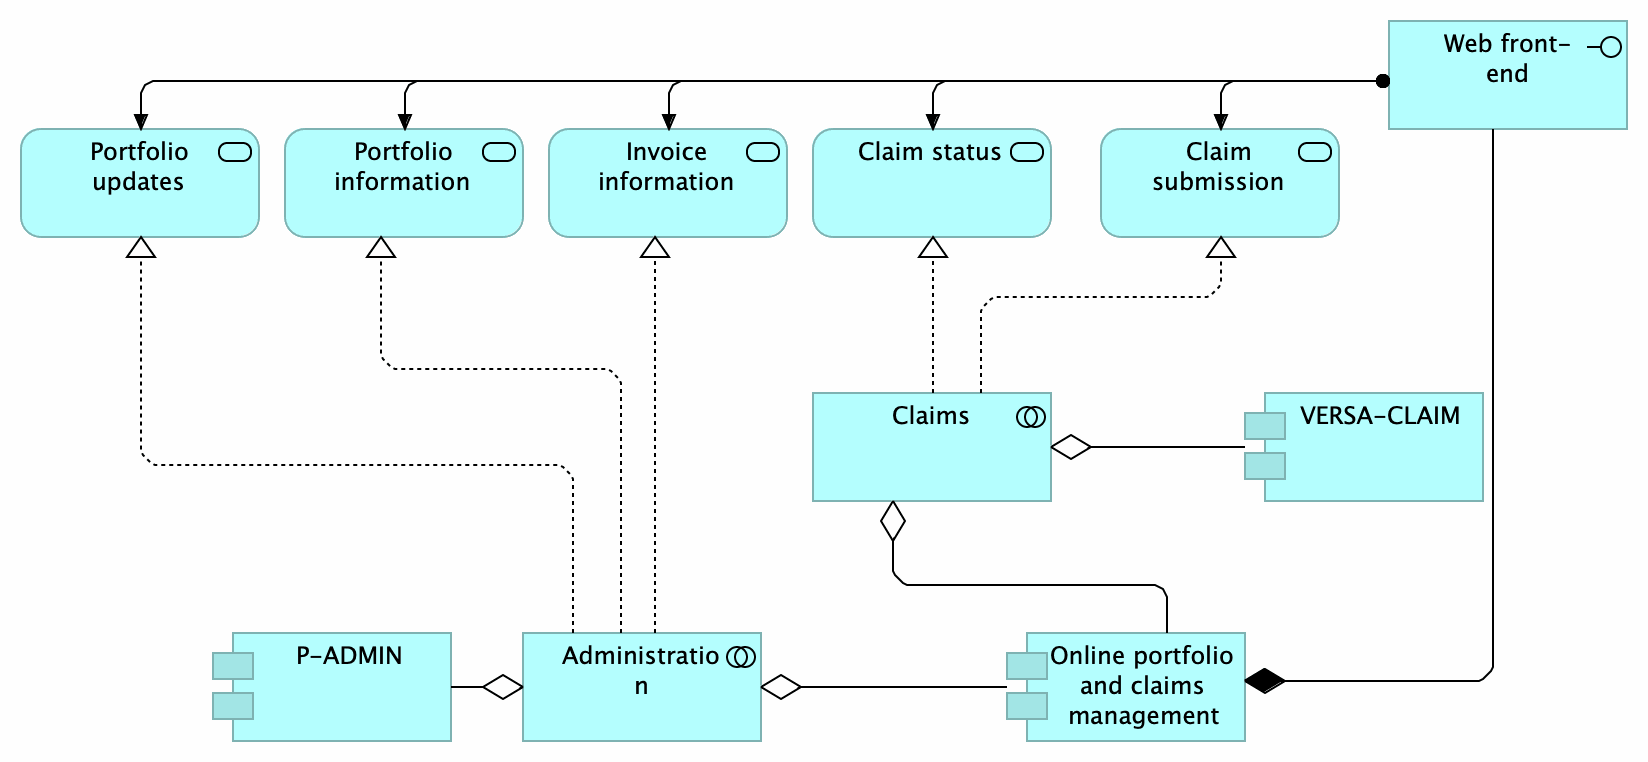 Web front-
end
Portfolio
updates
Portfolio
information
Invoice
information
Claim status
Claim
submission
Claims
VERSA-CLAIM
P-ADMIN
Administratio
n
Online portfolio
and claims
management